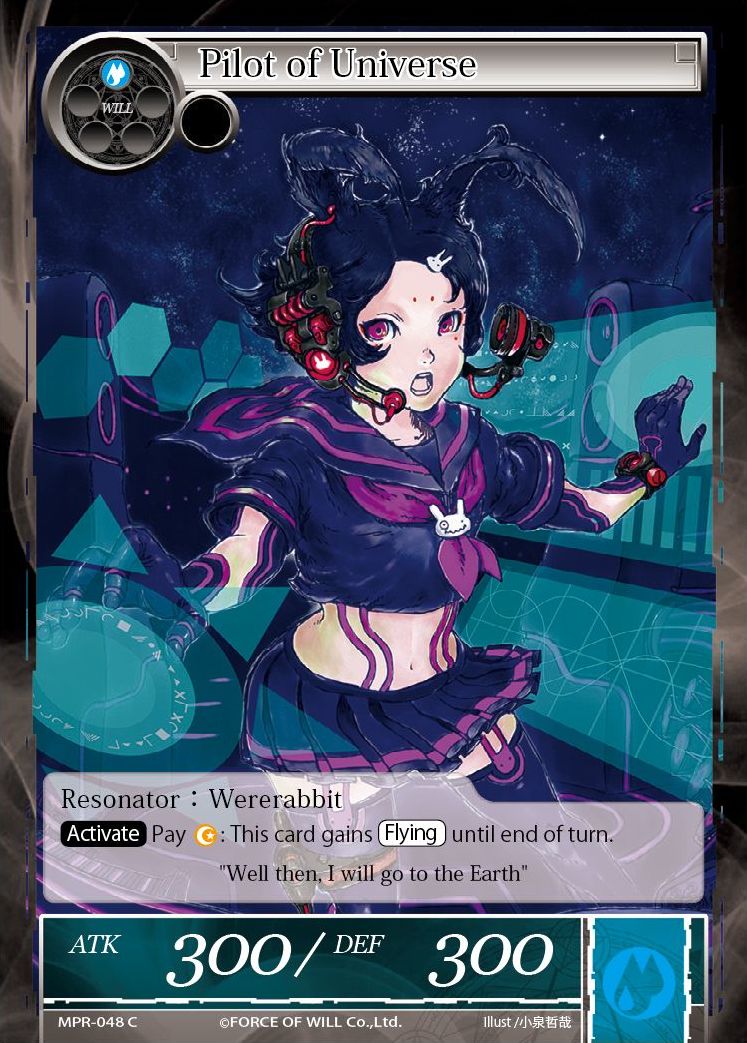 Pilot of Universe
WILL
Resonator : Wererabbit
Activate Pay : This card gains Flying until end of turn.
"Well then, I will go to the Earth"
ATK 300 / DEF 300
MPR-048 C ©FORCE OF WILL Co.,Ltd. Illust /小泉哲哉